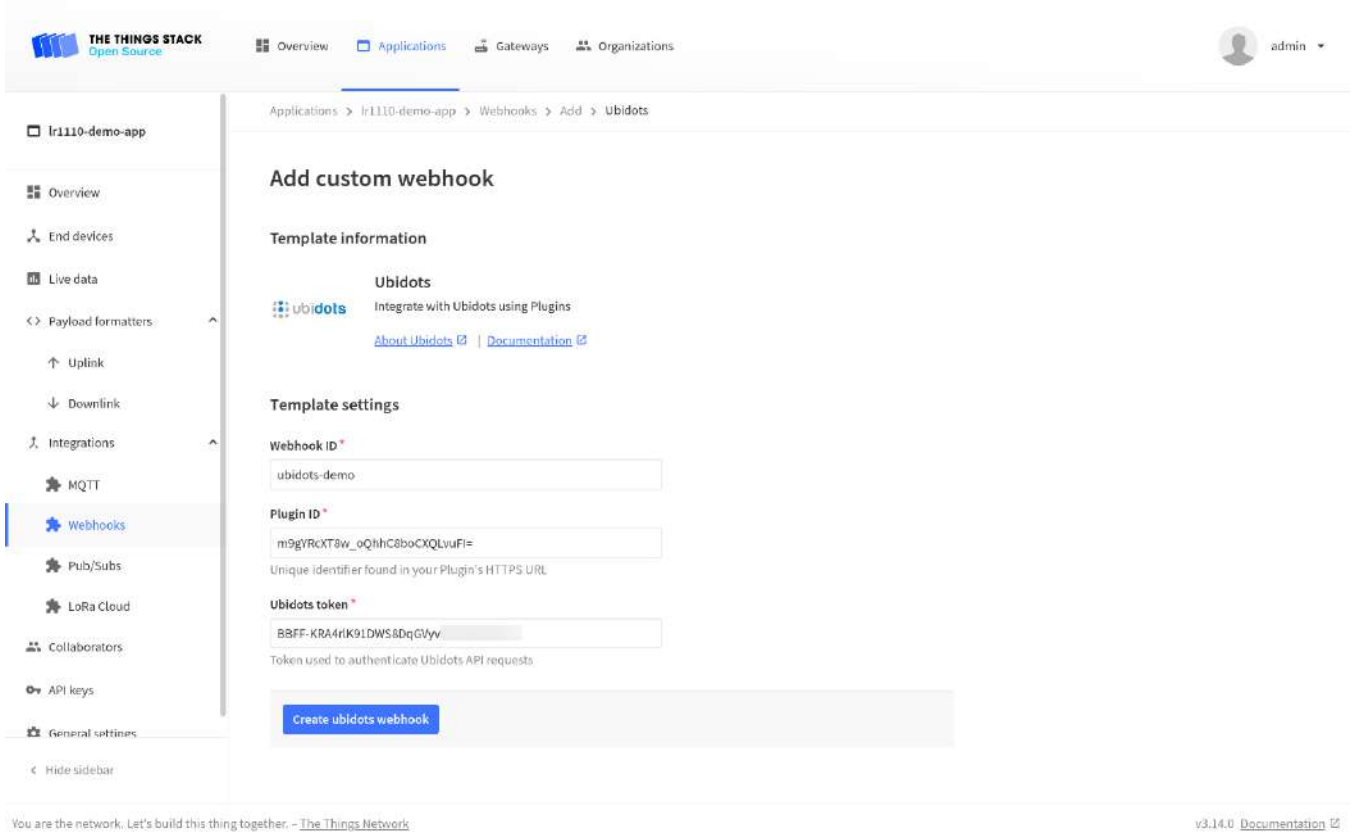 THE THINGS STACK
Open Source
Overview
Applications
Gateways
Organizations
admin
lr1110-demo-app
Overview
End devices
Live data
<> Payload formatters
Uplink
Downlink
Integrations
MQTT
Webhooks
Pub/Subs
LoRa Cloud
Collaborators
API keys
General settings
< Hide sidebar
Applications > lr1110-demo-app > Webhooks > Add > Ubidots
Add custom webhook
Template information
ubidots
Ubidots
Integrate with Ubidots using Plugins
About Ubidots | Documentation
Template settings
Webhook ID *
ubidots-demo
Plugin ID *
m9gYRcXT8w_oQhhC8boCXQLvuFI=
Unique identifier found in your Plugin's HTTPS URL
Ubidots token *
BBFF-KRA4rlK91DWS8DqGVyv
Token used to authenticate Ubidots API requests
Create ubidots webhook
You are the network. Let's build this thing together. – The Things Network
v3.14.0 Documentation